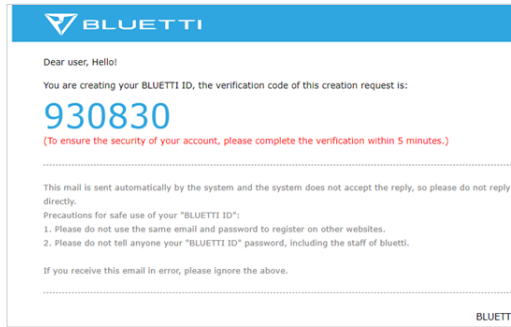 BLUETTI
Dear user, Hello!
You are creating your BLUETTI ID, the verification code of this creation request is:
930830
(To ensure the security of your account, please complete the verification within 5 minutes.)
This mail is sent automatically by the system and the system does not accept the reply, so please do not reply
directly.
Precautions for safe use of your "BLUETTI ID":
1. Please do not use the same email and password to register on other websites.
2. Please do not tell anyone your "BLUETTI ID" password, including the staff of bluetti.
If you receive this email in error, please ignore the above.
BLUETT